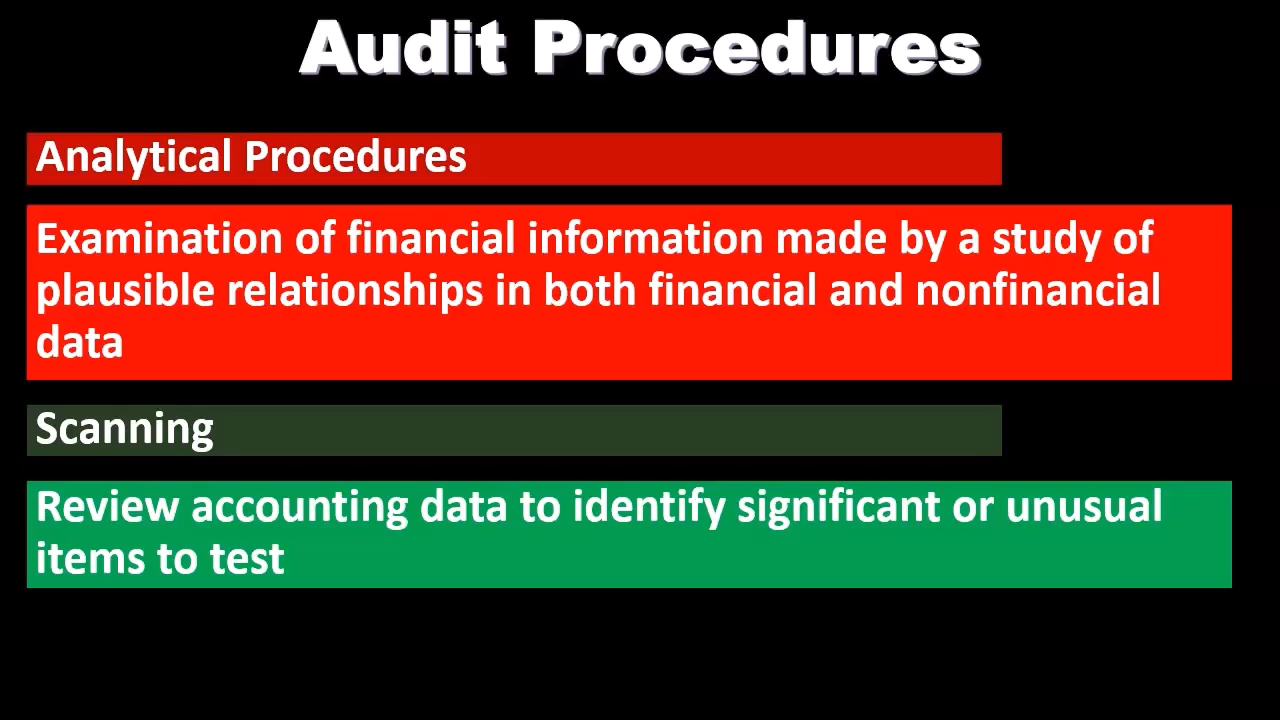 Audit Procedures
Analytical Procedures
Examination of financial information made by a study of
plausible relationships in both financial and nonfinancial
data
Scanning
Review accounting data to identify significant or unusual
items to test